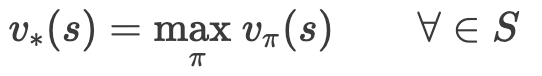 v_*(s) = max_π v_π(s)  ∀ ∈ S